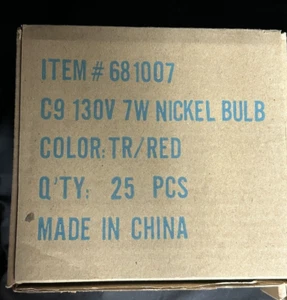 ITEM # 681007
C9 130V 7W NICKEL BULB
COLOR: TR/RED
Q'TY: 25 PCS
MADE IN CHINA